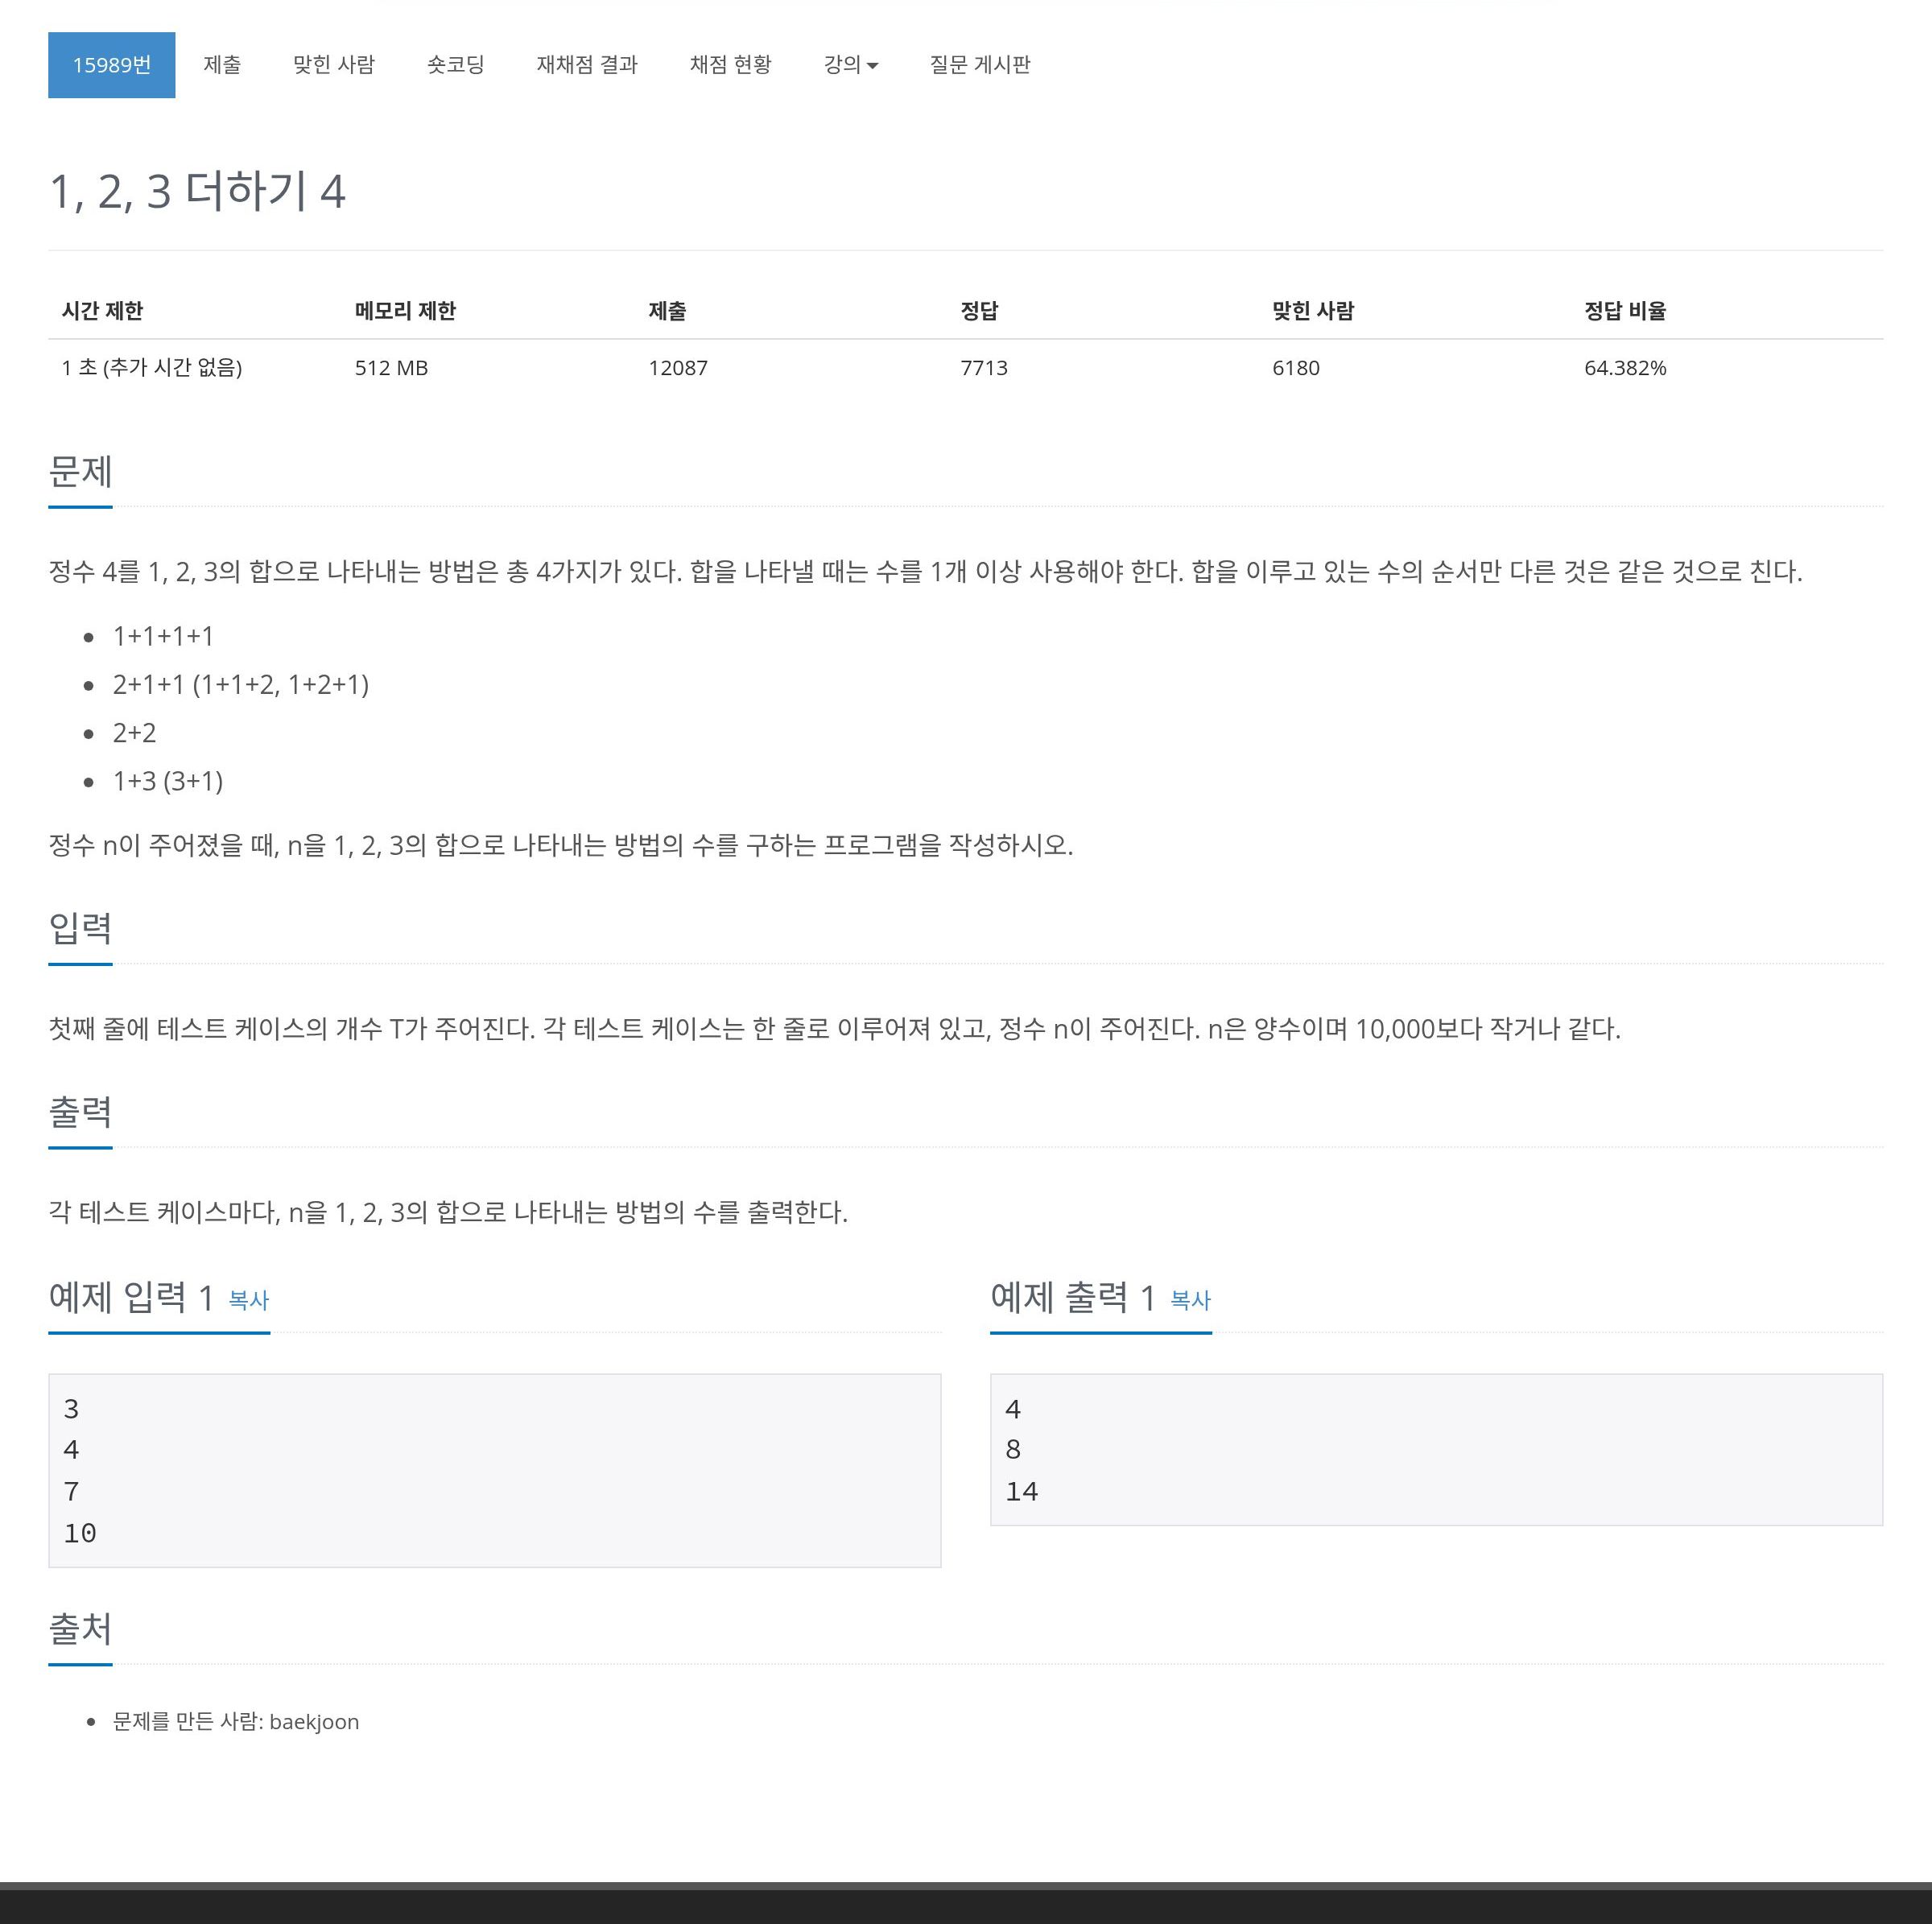 15989번 제출 맞힌 사람 숏코딩 재채점 결과 채점 현황 강의 질문 게시판
1, 2, 3 더하기 4
시간 제한 메모리 제한 제출 정답 맞힌 사람 정답 비율
1 초 (추가 시간 없음) 512 MB 12087 7713 6180 64.382%
문제
정수 4를 1, 2, 3의 합으로 나타내는 방법은 총 4가지가 있다. 합을 나타낼 때는 수를 1개 이상 사용해야 한다. 합을 이루고 있는 수의 순서만 다른 것은 같은 것으로 친다.
• 1+1+1+1
• 2+1+1 (1+1+2, 1+2+1)
• 2+2
• 1+3 (3+1)
정수 n이 주어졌을 때, n을 1, 2, 3의 합으로 나타내는 방법의 수를 구하는 프로그램을 작성하시오.
입력
첫째 줄에 테스트 케이스의 개수 T가 주어진다. 각 테스트 케이스는 한 줄로 이루어져 있고, 정수 n이 주어진다. n은 양수이며 10,000보다 작거나 같다.
출력
각 테스트 케이스마다, n을 1, 2, 3의 합으로 나타내는 방법의 수를 출력한다.
예제 입력 1 복사
3
4
7
10
예제 출력 1 복사
4
8
14
출처
• 문제를 만든 사람: baekjoon